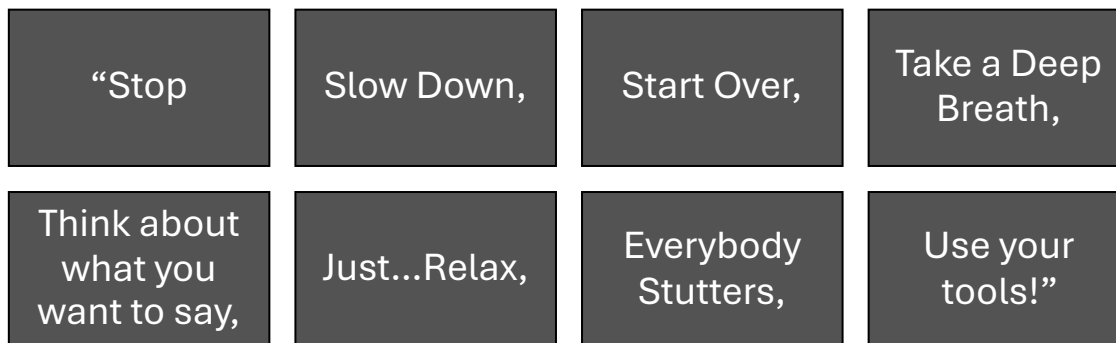 “Stop
Slow Down,
Start Over,
Take a Deep
Breath,
Think about
what you
want to say,
Just...Relax,
Everybody
Stutters,
Use your
tools!”